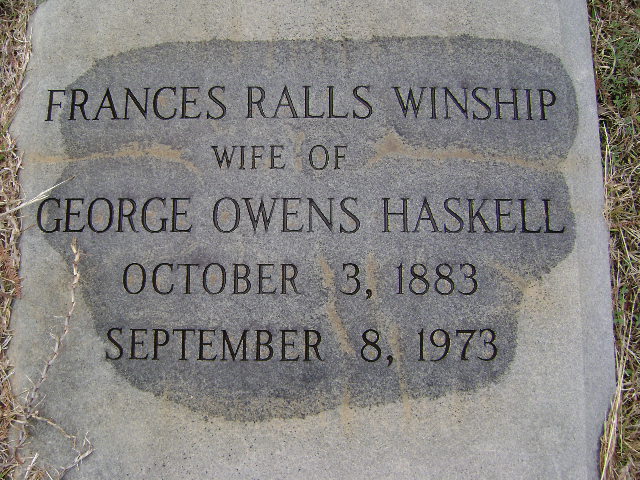 FRANCES RALLS WINSHIP
WIFE OF
GEORGE OWENS HASKELL
OCTOBER 3, 1883
SEPTEMBER 8, 1973